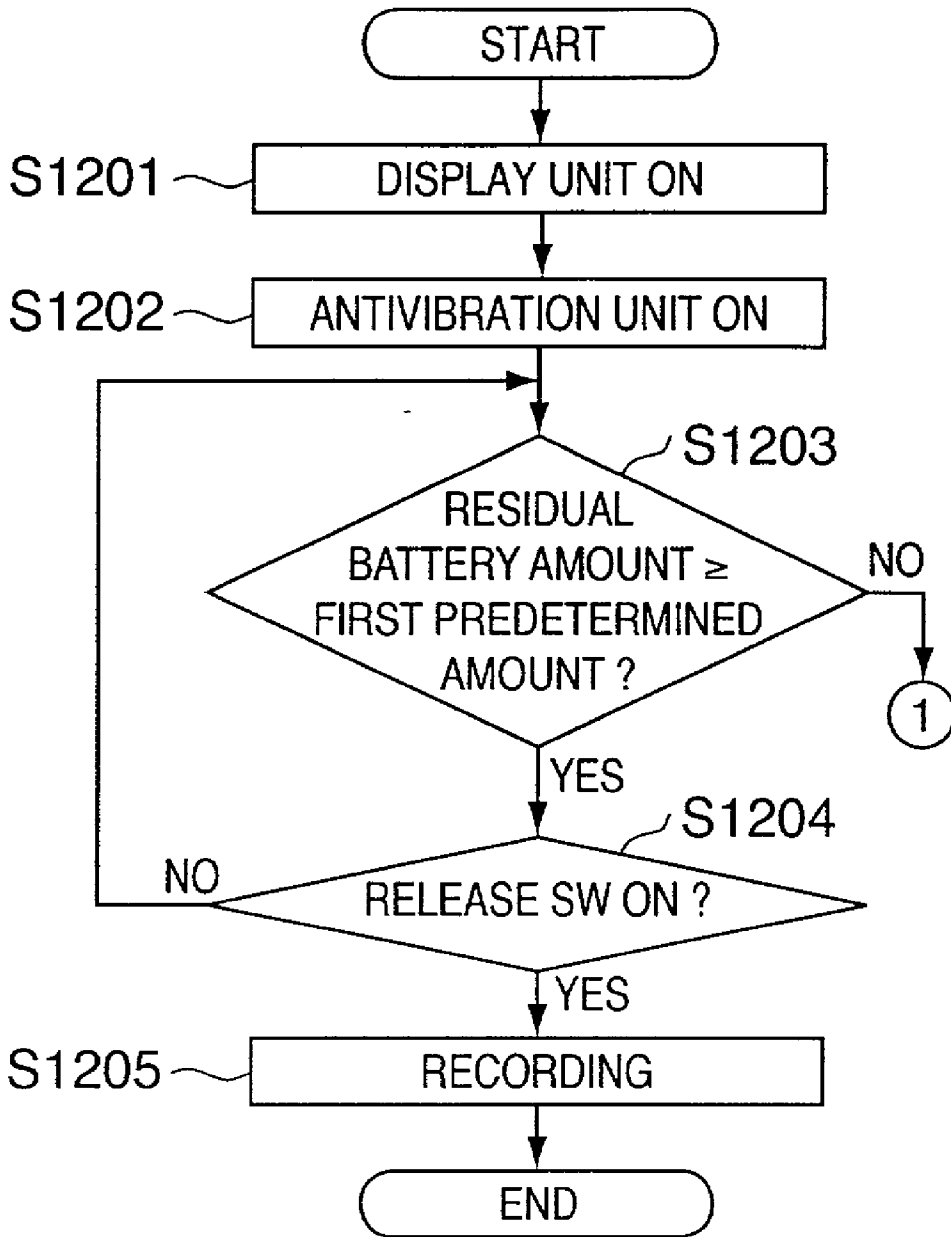 START
S1201
DISPLAY UNIT ON
S1202
ANTIVIBRATION UNIT ON
S1203
RESIDUAL
BATTERY AMOUNT ≥
FIRST PREDETERMINED
AMOUNT ?
NO
1
YES
S1204
NO
RELEASE SW ON ?
YES
S1205
RECORDING
END